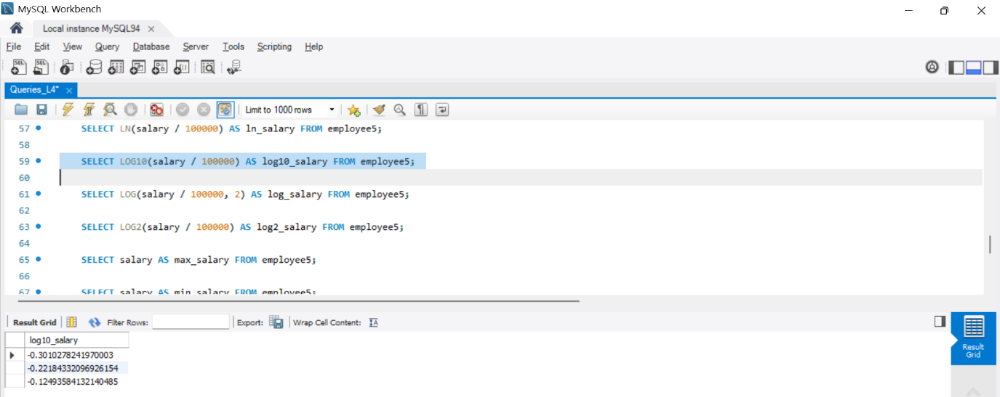 MySQL Workbench
Local instance MySQL94
File Edit View Query Database Server Tools Scripting Help
Queries_L4*
Limit to 1000 rows
57 SELECT LN(salary / 100000) AS ln_salary FROM employee5;
58
59 SELECT LOG10(salary / 100000) AS log10_salary FROM employee5;
60
61 SELECT LOG(salary / 100000, 2) AS log_salary FROM employee5;
62
63 SELECT LOG2(salary / 100000) AS log2_salary FROM employee5;
64
65 SELECT salary AS max_salary FROM employee5;
66
67 SELECT salary AS min_salary FROM employee5;
Result Grid Filter Rows: Export: Wrap Cell Content:
log10_salary
-0.3010278241970003
-0.22184332096926154
-0.12493584132140485
Result
Grid